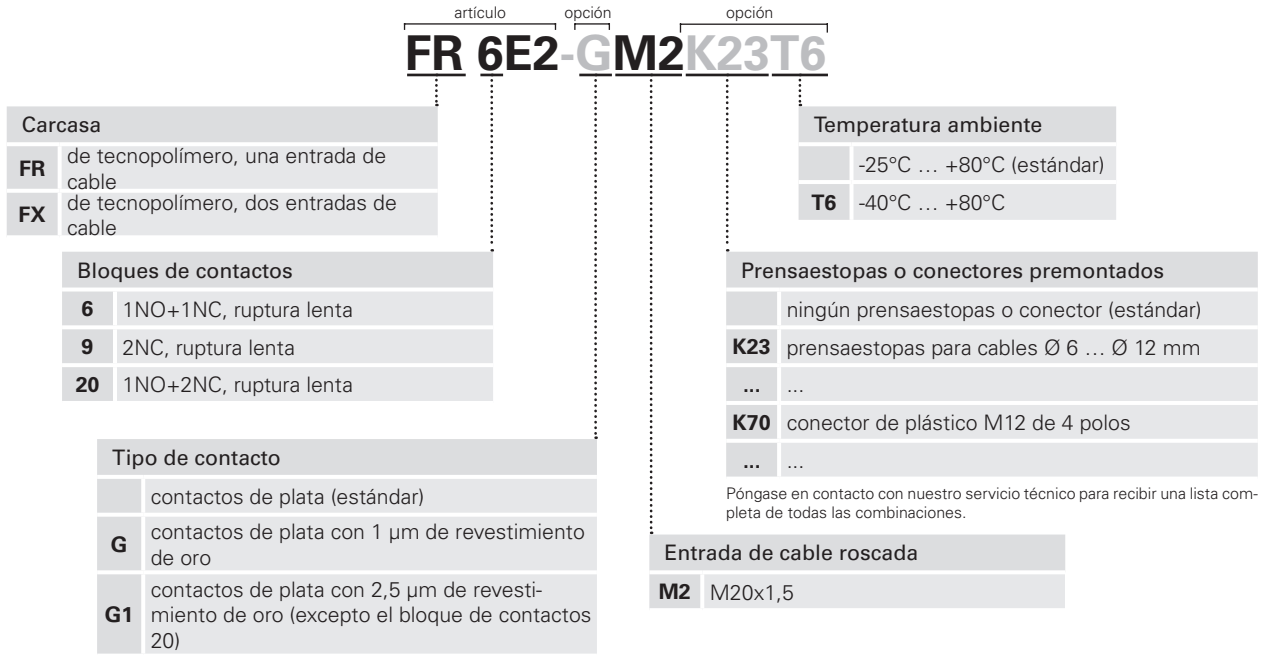 artículo opción opción
FR 6E2-GM2K23T6
Carcasa
FR de tecnopolímero, una entrada de
cable
FX de tecnopolímero, dos entradas de
cable
Temperatura ambiente
-25°C … +80°C (estándar)
T6 -40°C … +80°C
Bloques de contactos
6 1NO+1NC, ruptura lenta
9 2NC, ruptura lenta
20 1NO+2NC, ruptura lenta
Prensaestopas o conectores premontados
ningún prensaestopas o conector (estándar)
K23 prensaestopas para cables Ø 6 … Ø 12 mm
... ...
K70 conector de plástico M12 de 4 polos
... ...
Póngase en contacto con nuestro servicio técnico para recibir una lista com-
pleta de todas las combinaciones.
Tipo de contacto
contactos de plata (estándar)
G contactos de plata con 1 µm de revestimiento
de oro
G1 contactos de plata con 2,5 µm de revesti-
miento de oro (excepto el bloque de contactos
20)
Entrada de cable roscada
M2 M20x1,5